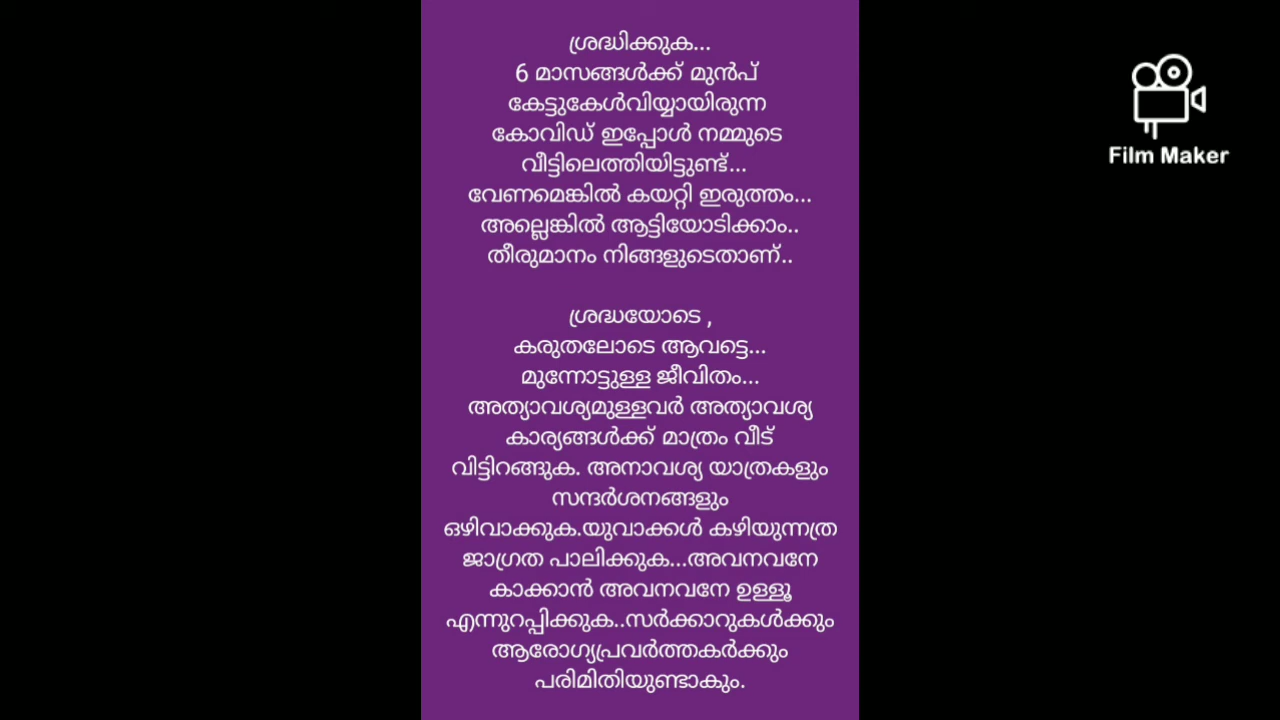 ശ്രദ്ധിക്കുക...
6 മാസങ്ങൾക്ക് മുൻപ്
കേട്ടുകേൾവിയ്യായിരുന്ന
കോവിഡ് ഇപ്പോൾ നമ്മുടെ
വീട്ടിലെത്തിയിട്ടുണ്ട്...
വേണമെങ്കിൽ കയറ്റി ഇരുത്തം...
അല്ലെങ്കിൽ ആട്ടിയോടിക്കാം..
തീരുമാനം നിങ്ങളുടെതാണ്..
ശ്രദ്ധയോടെ ,
കരുതലോടെ ആവട്ടെ...
മുന്നോട്ടുള്ള ജീവിതം...
അത്യാവശ്യമുള്ളവർ അത്യാവശ്യ
കാര്യങ്ങൾക്ക് മാത്രം വീട്
വിട്ടിറങ്ങുക. അനാവശ്യ യാത്രകളും
സന്ദർശനങ്ങളും
ഒഴിവാക്കുക.യുവാക്കൾ കഴിയുന്നത്ര
ജാഗ്രത പാലിക്കുക...അവനവനേ
കാക്കാൻ അവനവനേ ഉള്ളൂ
എന്നുറപ്പിക്കുക..സർക്കാറുകൾക്കും
ആരോഗ്യപ്രവർത്തകർക്കും
പരിമിതിയുണ്ടാകും.
Film Maker